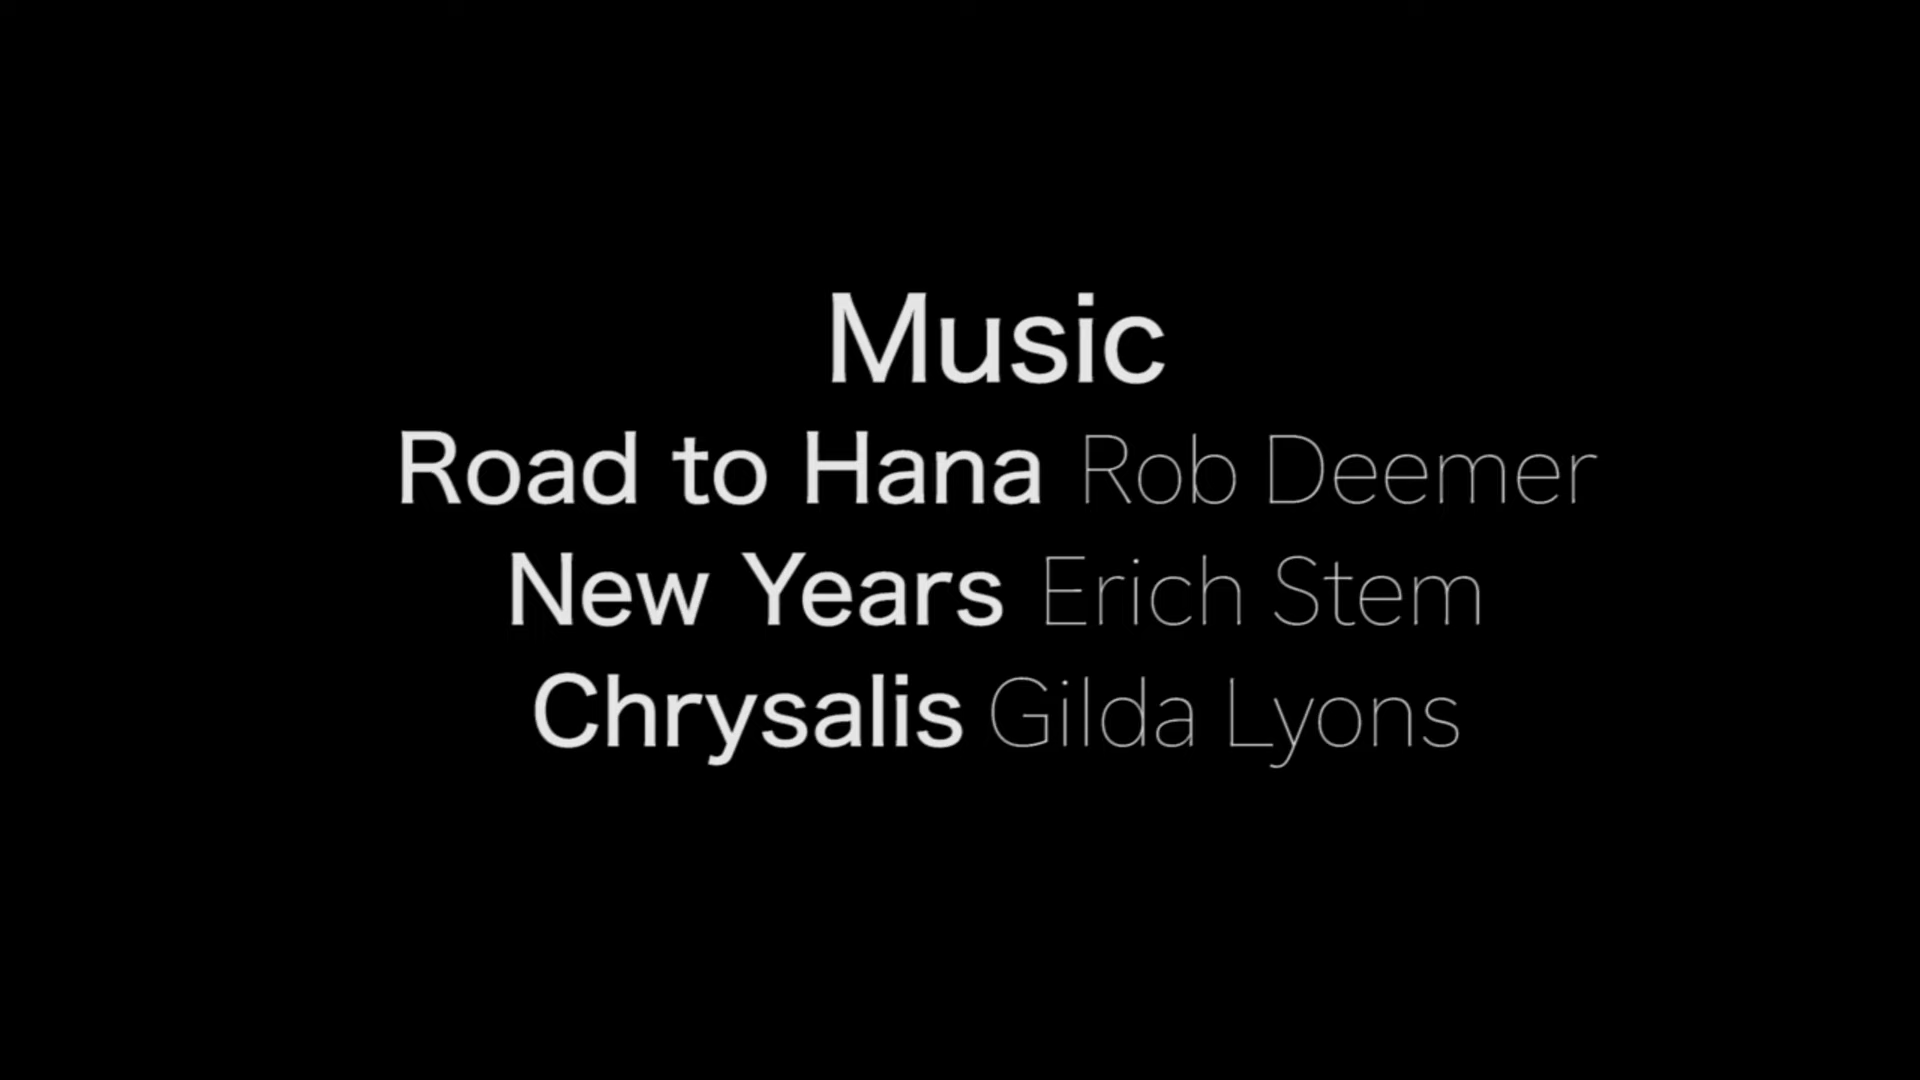 Music
Road to Hana Rob Deemer
New Years Erich Stem
Chrysalis Gilda Lyons